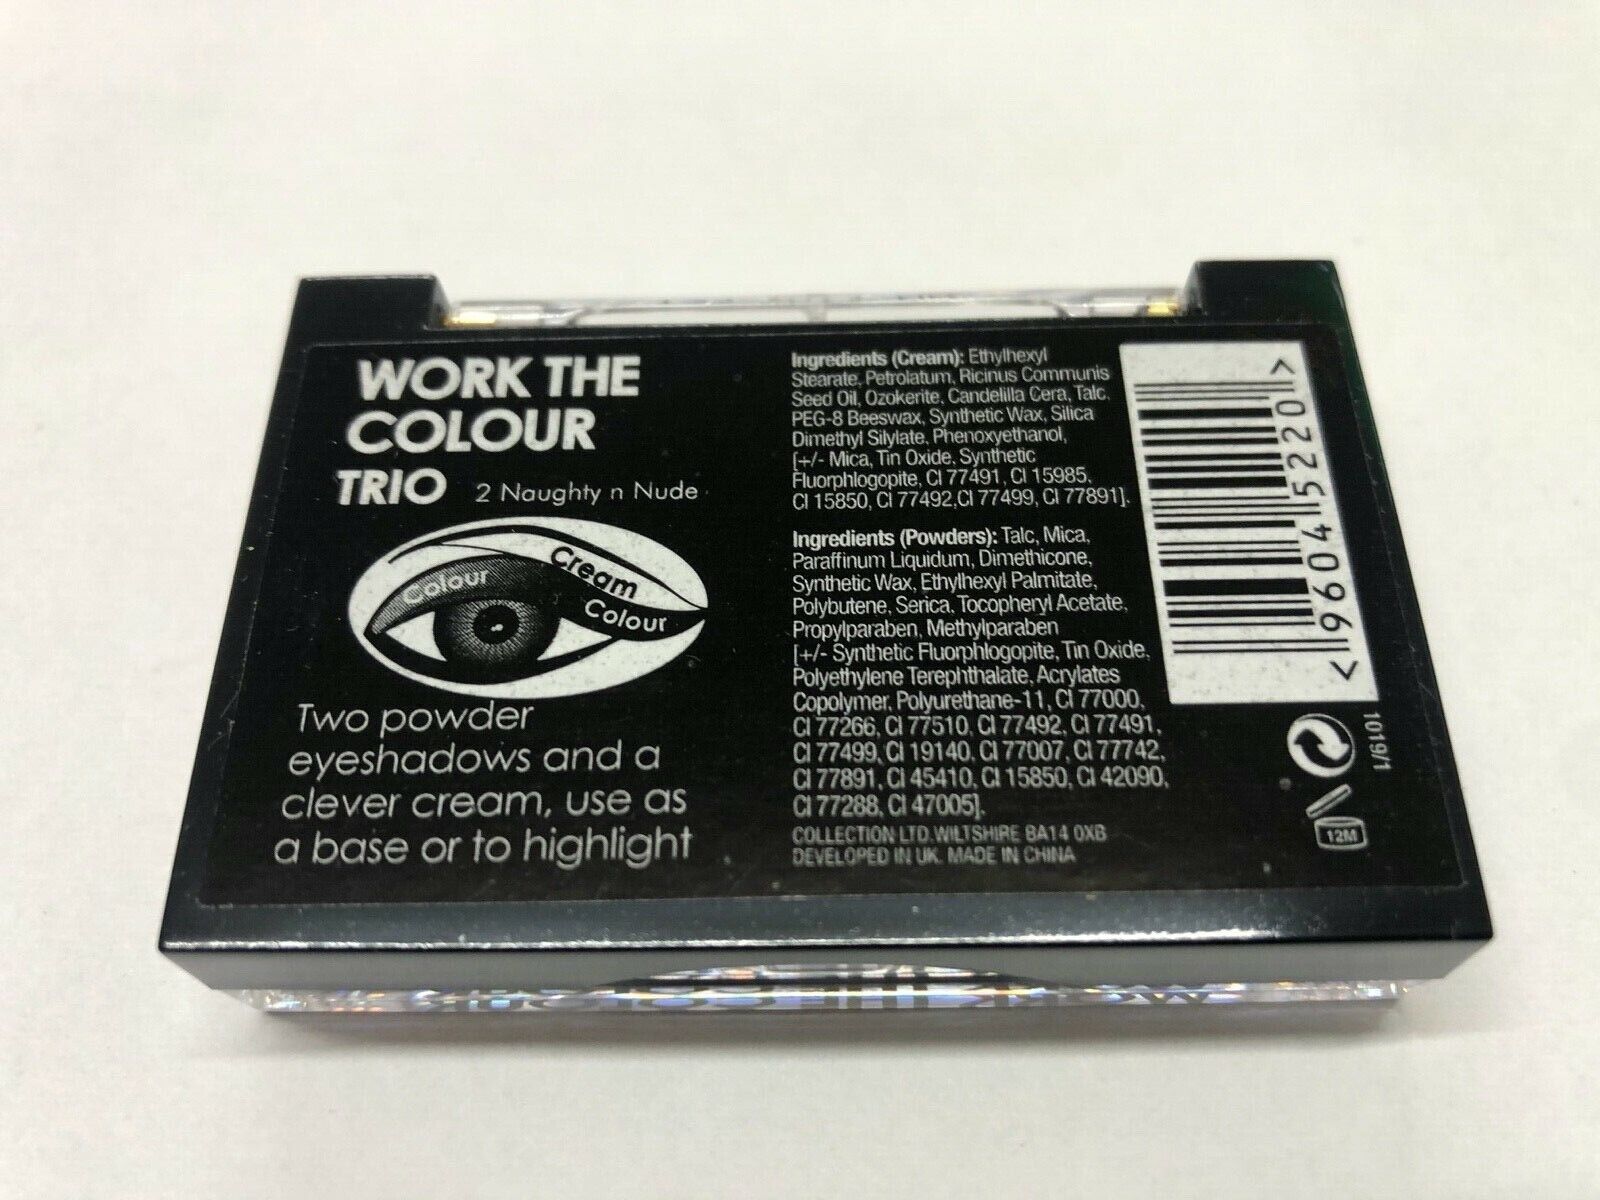 WORK THE
COLOUR
TRIO 2 Naughty n Nude
Colour
Cream
Colour
Two powder
eyeshadows and a
clever cream, use as
a base or to highlight
Ingredients (Cream): Ethylhexyl
Stearate, Petrolatum, Ricinus Communis
Seed Oil, Ozokerite, Candelilla Cera, Talc,
PEG-8 Beeswax, Synthetic Wax, Silica
Dimethyl Silylate, Phenoxyethanol,
[+/- Mica, Tin Oxide, Synthetic
Fluorphlogopite, CI 77491, CI 15985,
CI 15850, CI 77492,CI 77499, CI 77891].
Ingredients (Powders): Talc, Mica,
Paraffinum Liquidum, Dimethicone,
Synthetic Wax, Ethylhexyl Palmitate,
Polybutene, Serica, Tocopheryl Acetate,
Propylparaben, Methylparaben
[+/- Synthetic Fluorphlogopite, Tin Oxide,
Polyethylene Terephthalate, Acrylates
Copolymer, Polyurethane-11, CI 77000,
CI 77266, CI 77510, CI 77492, CI 77491,
CI 77499, CI 19140, CI 77007, CI 77742,
CI 77891, CI 45410, CI 15850, CI 42090,
CI 77288, CI 47005].
COLLECTION LTD. WILTSHIRE BA14 0XB
DEVELOPED IN UK. MADE IN CHINA
<96045220>
1019/1
12M